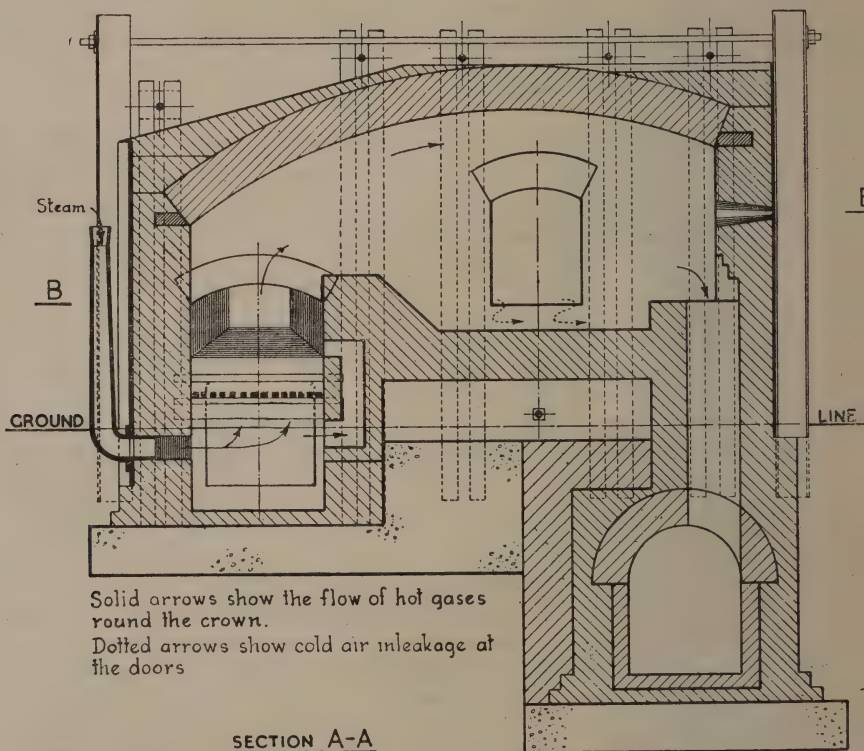 Steam
B
E
GROUND
LINE
Solid arrows show the flow of hot gases
round the crown.
Dotted arrows show cold air inleakage at
the doors
SECTION A-A